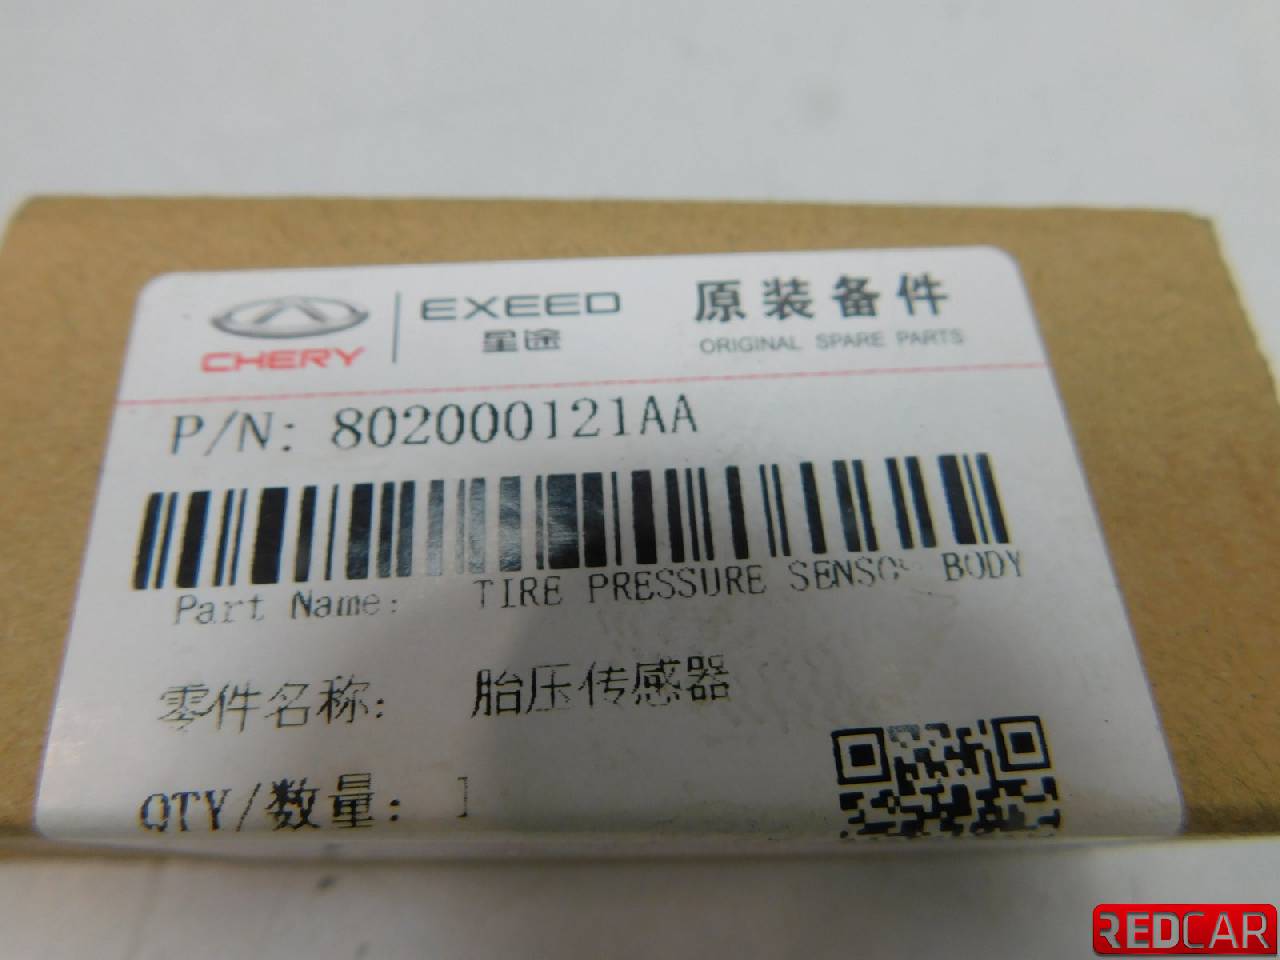 CHERY
EXEED
星途
原装备件
ORIGINAL SPARE PARTS
P/N: 802000121AA
Part Name: TIRE PRESSURE SENSOR BODY
零件名称: 胎压传感器
QTY/数量: 1
REDCAR